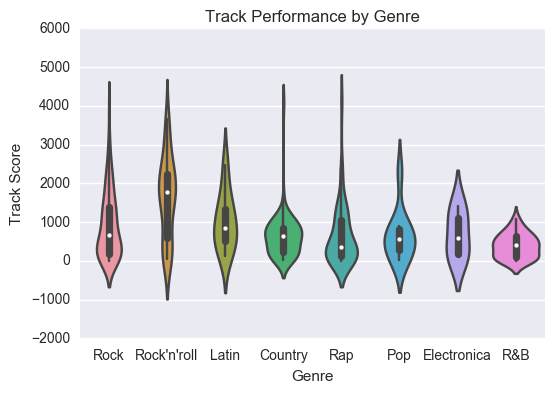 Track Performance by Genre
6000
5000
4000
3000
2000
1000
0
−1000
−2000
Track Score
Rock Rock'n'roll Latin Country Rap Pop Electronica R&B
Genre